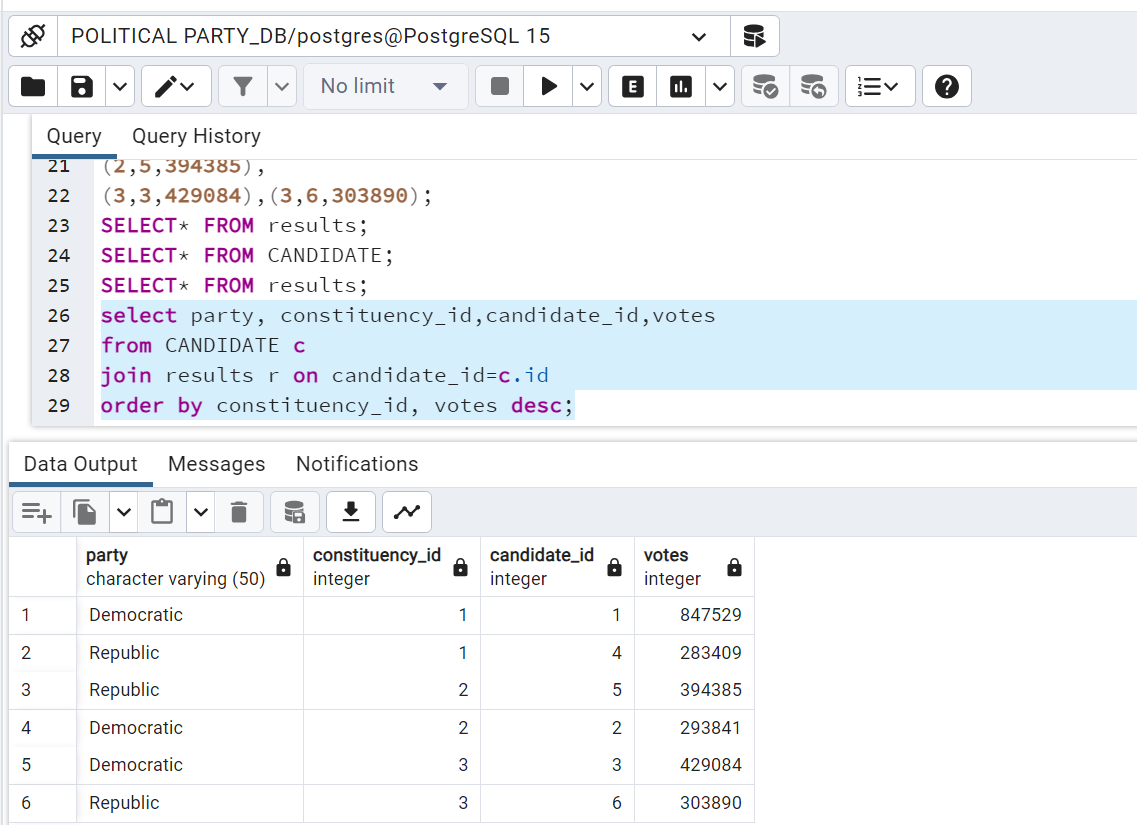 POLITICAL PARTY_DB/postgres@PostgreSQL 15
No limit
E
Query Query History
21 (2,5,394385),
22 (3,3,429084),(3,6,303890);
23 SELECT* FROM results;
24 SELECT* FROM CANDIDATE;
25 SELECT* FROM results;
26 select party, constituency_id,candidate_id,votes
27 from CANDIDATE c
28 join results r on candidate_id=c.id
29 order by constituency_id, votes desc;
Data Output Messages Notifications
party constituency_id candidate_id votes
character varying (50) integer integer integer
1 Democratic 1 1 847529
2 Republic 1 4 283409
3 Republic 2 5 394385
4 Democratic 2 2 293841
5 Democratic 3 3 429084
6 Republic 3 6 303890